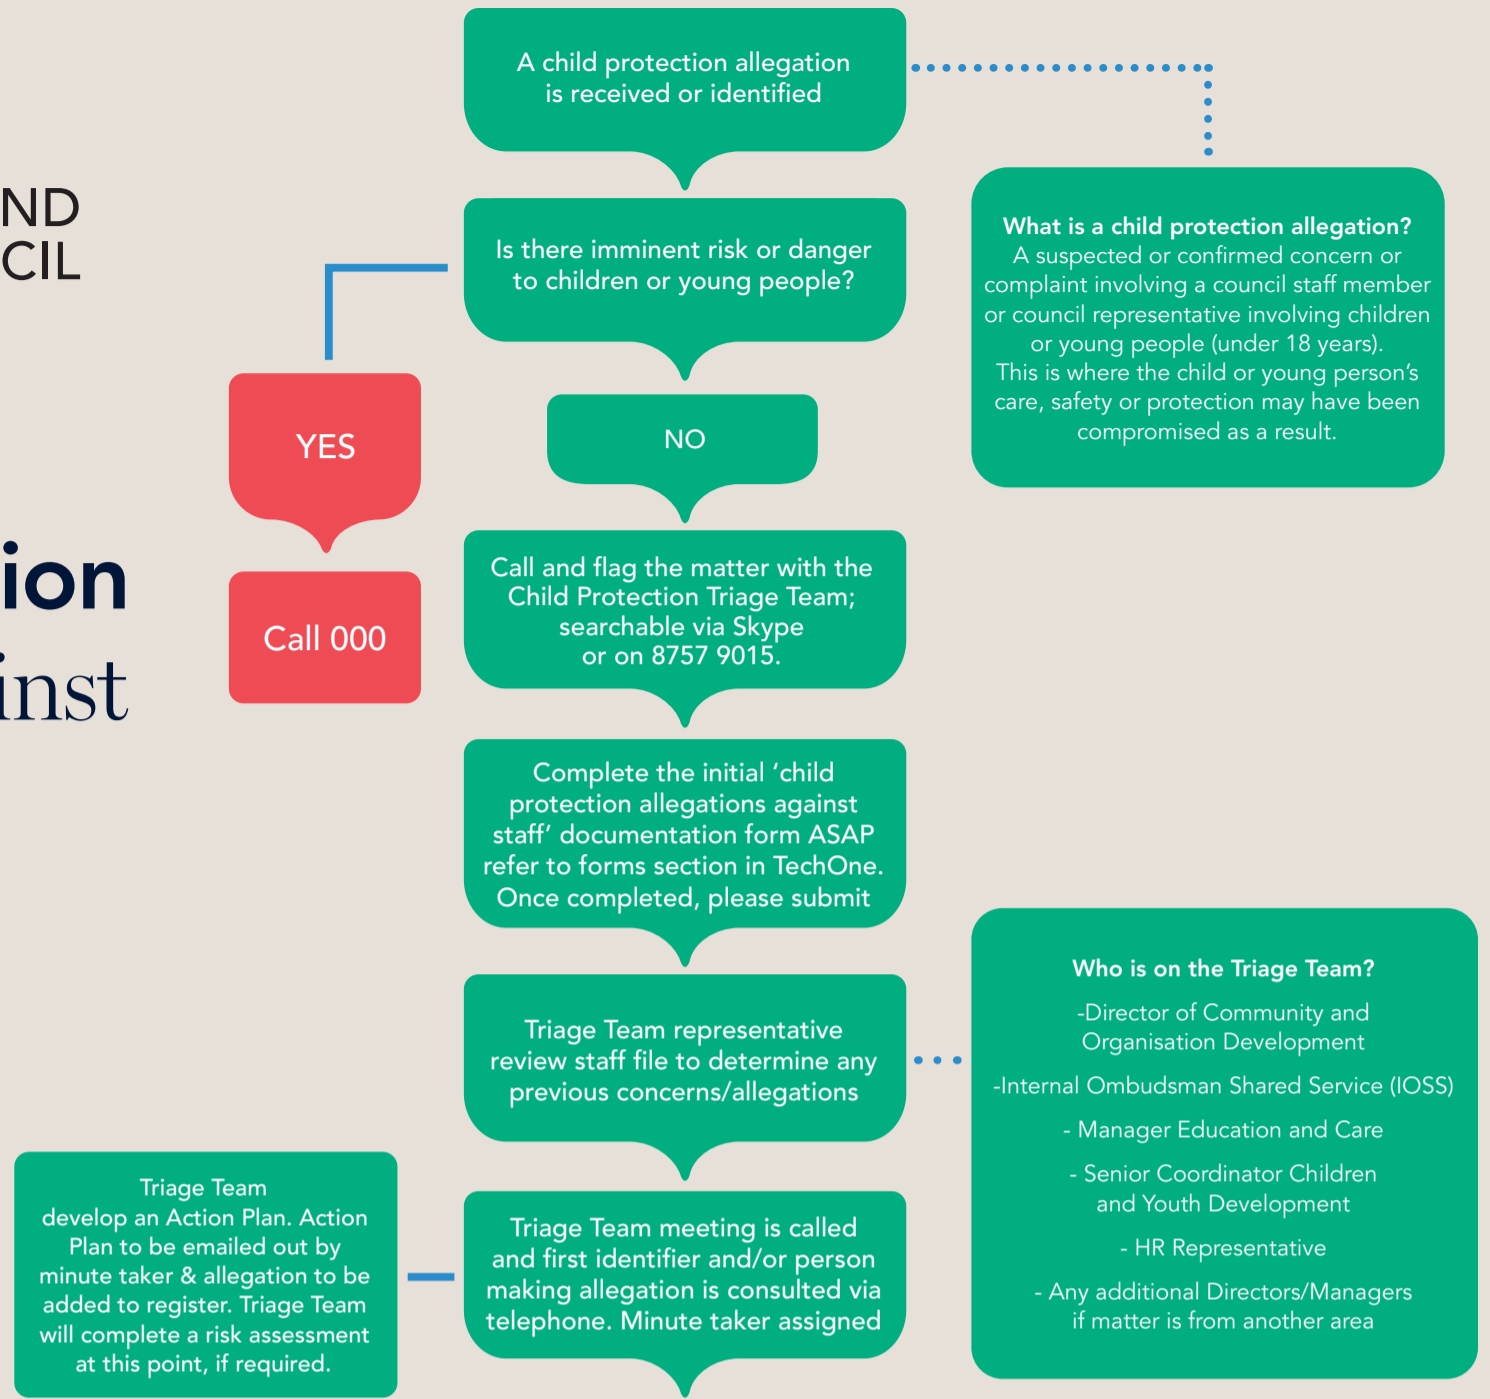 A child protection allegation
is received or identified
ND
CIL
What is a child protection allegation?
A suspected or confirmed concern or
complaint involving a council staff member
or council representative involving children
or young people (under 18 years).
This is where the child or young person’s
care, safety or protection may have been
compromised as a result.
Is there imminent risk or danger
to children or young people?
YES
NO
Call 000
ion
inst
Call and flag the matter with the
Child Protection Triage Team;
searchable via Skype
or on 8757 9015.
Complete the initial ‘child
protection allegations against
staff’ documentation form ASAP
refer to forms section in TechOne.
Once completed, please submit
Triage Team representative
review staff file to determine any
previous concerns/allegations
Who is on the Triage Team?
-Director of Community and
Organisation Development
-Internal Ombudsman Shared Service (IOSS)
- Manager Education and Care
- Senior Coordinator Children
and Youth Development
- HR Representative
- Any additional Directors/Managers
if matter is from another area
Triage Team meeting is called
and first identifier and/or person
making allegation is consulted via
telephone. Minute taker assigned
Triage Team
develop an Action Plan. Action
Plan to be emailed out by
minute taker & allegation to be
added to register. Triage Team
will complete a risk assessment
at this point, if required.